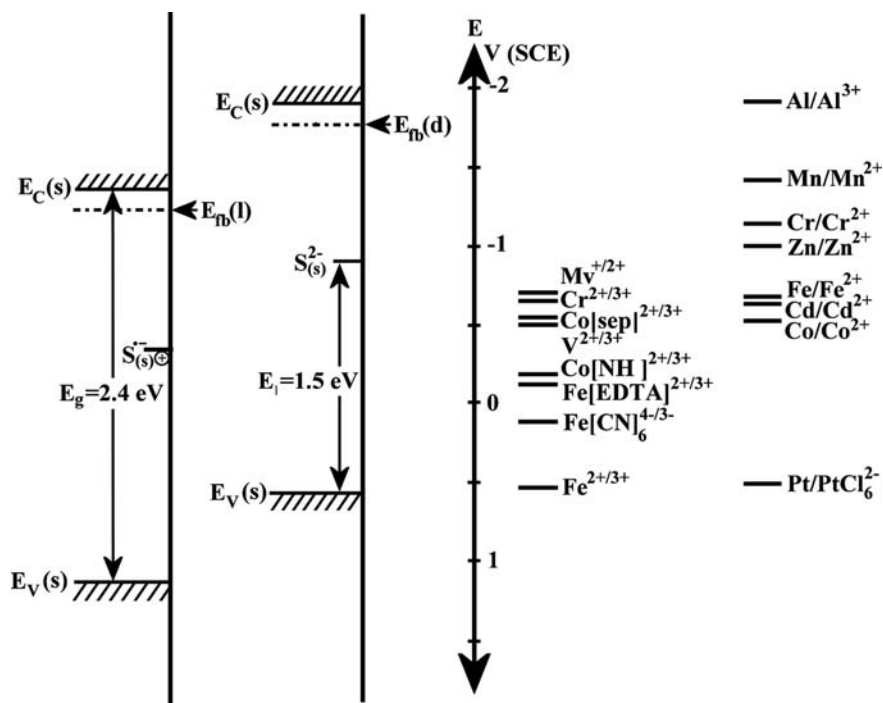 E
V (SCE)
-2
-1
0
1
E_C(s)
E_fb(l)
S_(s)^•− ⊕
E_g=2.4 eV
E_V(s)
E_C(s)
E_fb(d)
S_(s)^2-
E_I=1.5 eV
E_V(s)
Mv^+/2+
Cr^2+/3+
Co|sep|^2+/3+
V^2+/3+
Co[NH ]^2+/3+
Fe[EDTA]^2+/3+
Fe[CN]_6^4-/3-
Fe^2+/3+
Al/Al^3+
Mn/Mn^2+
Cr/Cr^2+
Zn/Zn^2+
Fe/Fe^2+
Cd/Cd^2+
Co/Co^2+
Pt/PtCl_6^2-